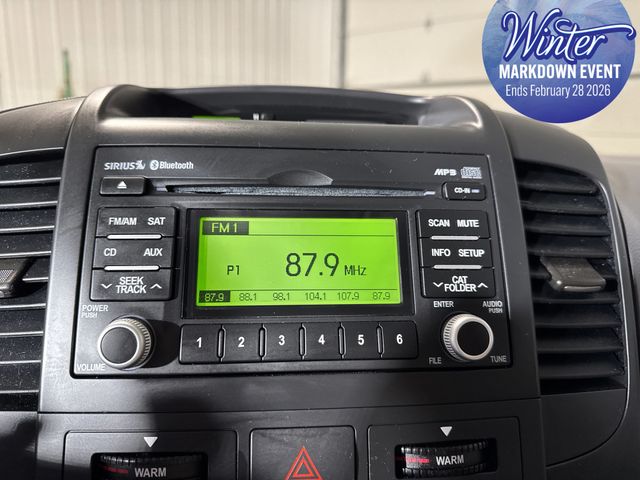 Winter
MARKDOWN EVENT
Ends February 28 2026
SIRIUS Bluetooth
MP3
CD-IN
FM/AM SAT
CD AUX
SEEK
TRACK
SCAN MUTE
INFO SETUP
CAT
FOLDER
FM1
P1 87.9 MHz
87.9 88.1 98.1 104.1 107.9 87.9
POWER
PUSH
VOLUME
1 2 3 4 5 6
ENTER
AUDIO
PUSH
FILE
TUNE
WARM
WARM